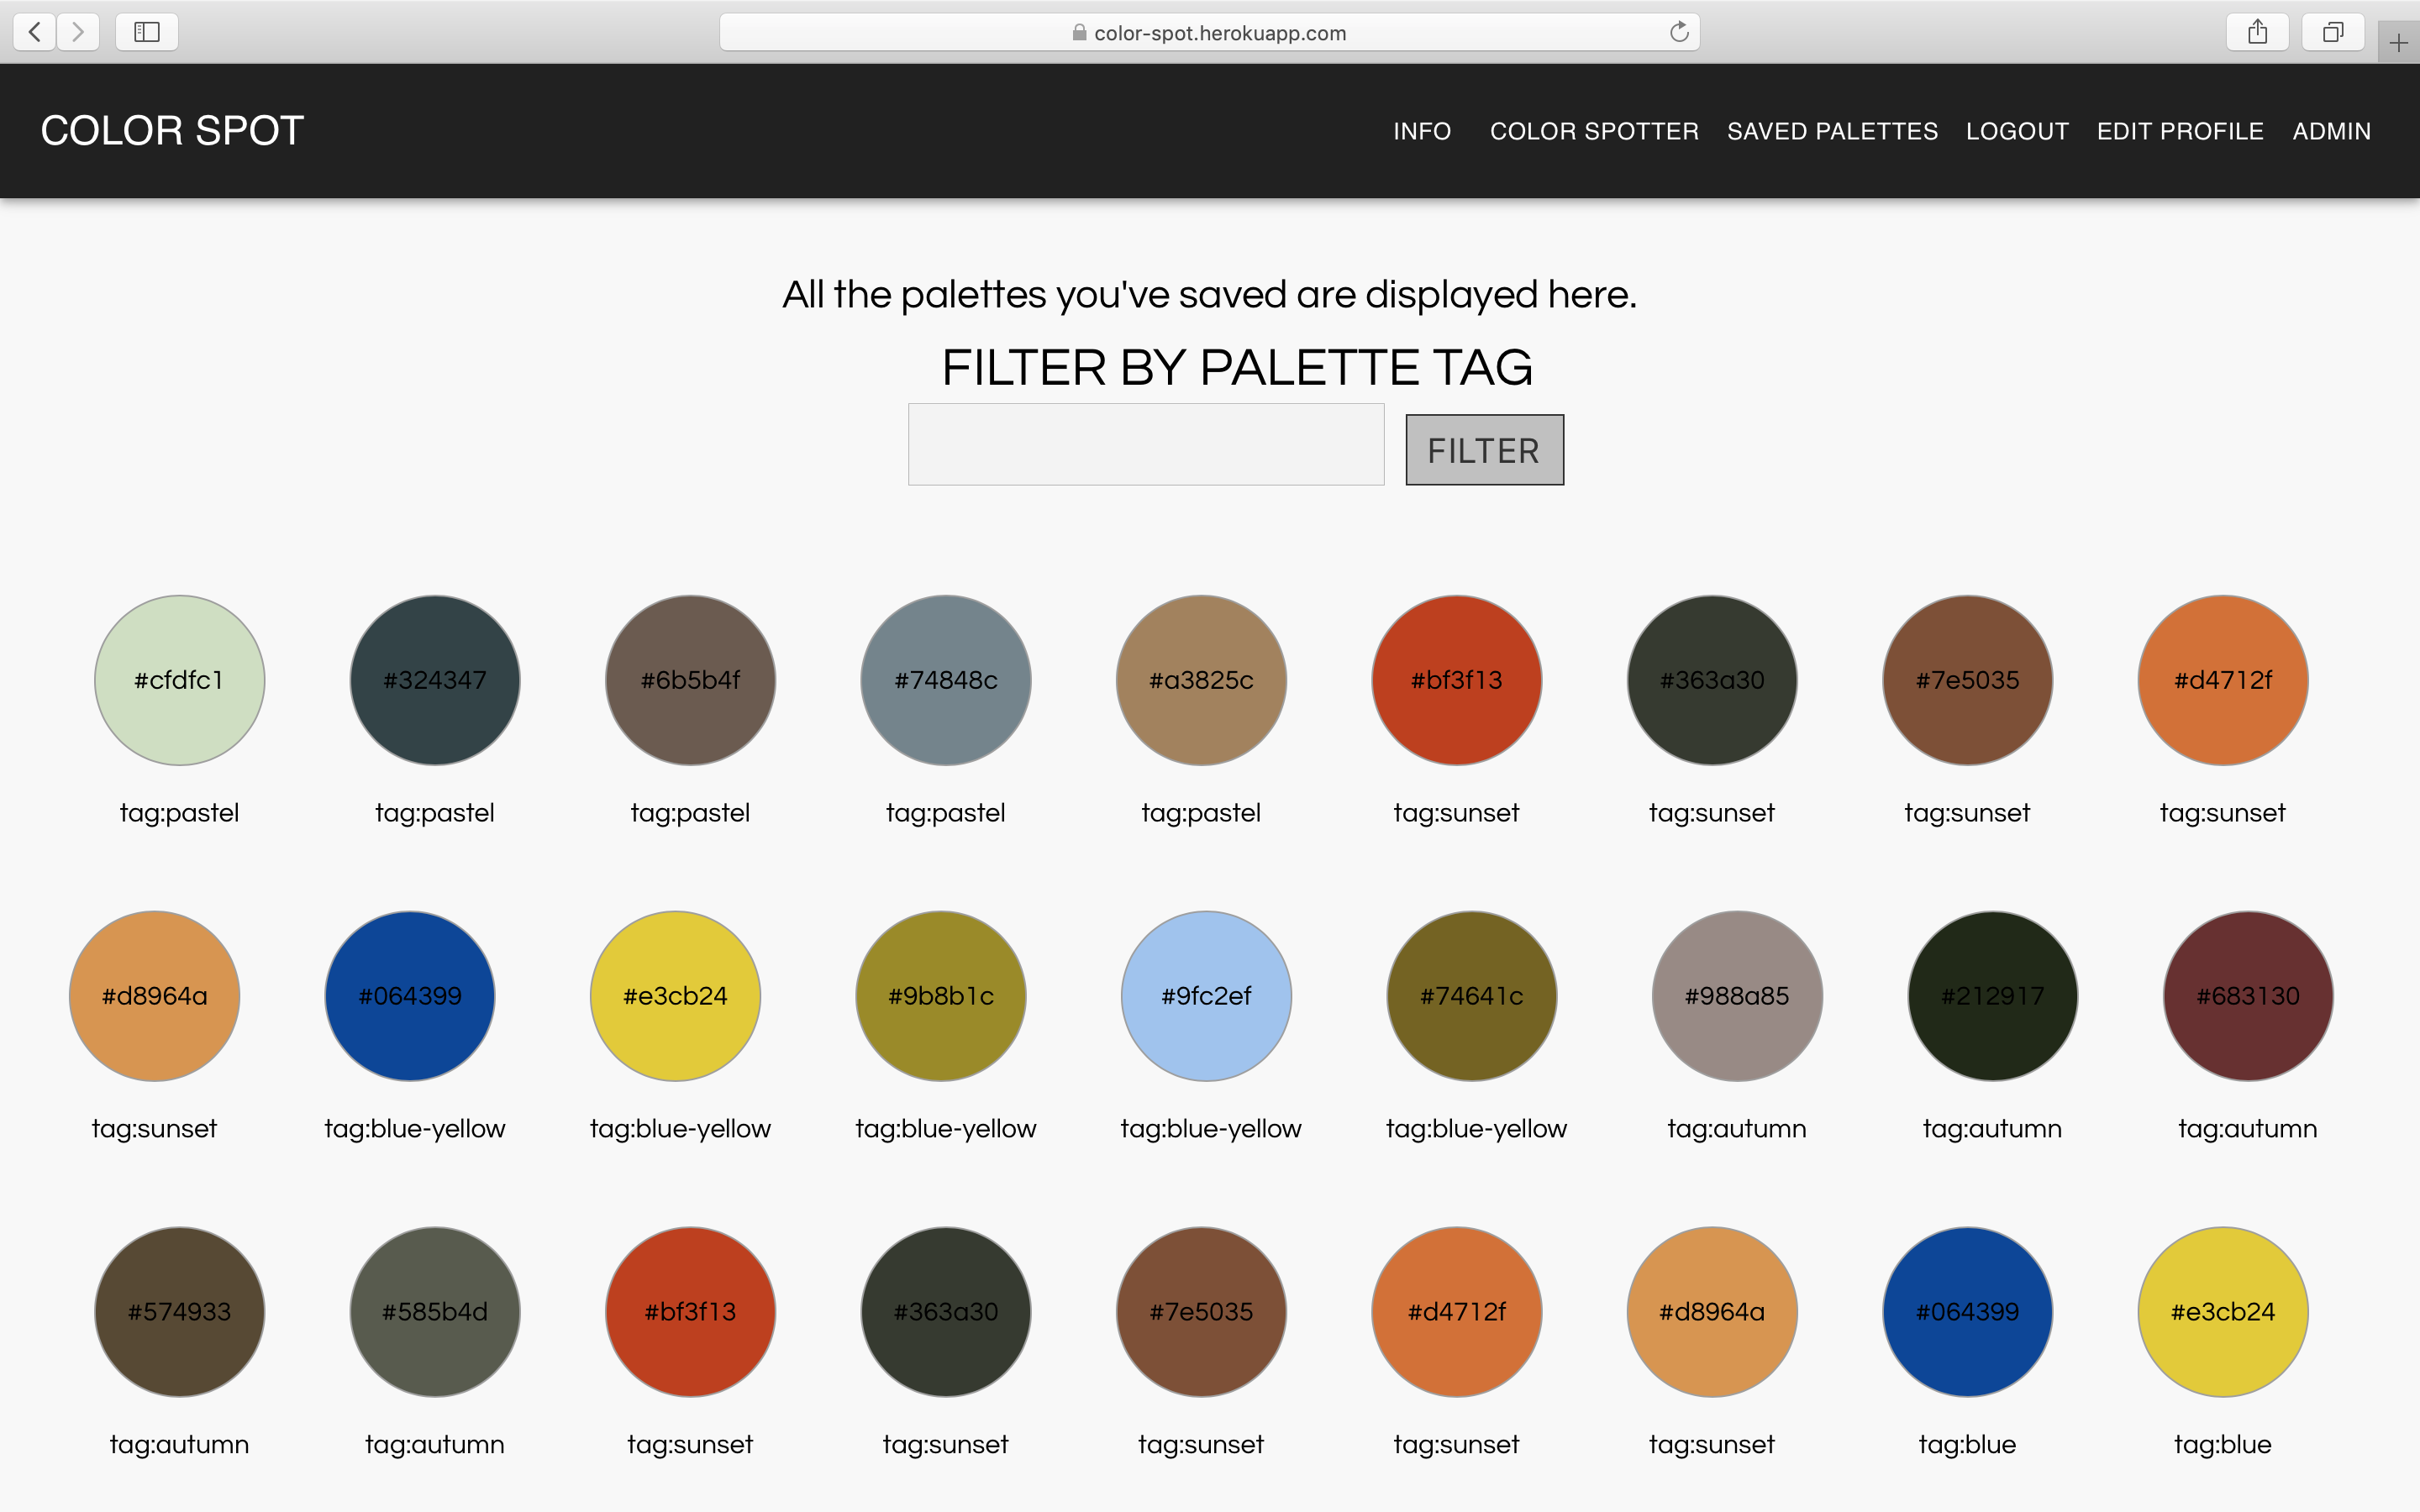 color-spot.herokuapp.com
COLOR SPOT INFO COLOR SPOTTER SAVED PALETTES LOGOUT EDIT PROFILE ADMIN
All the palettes you've saved are displayed here.
FILTER BY PALETTE TAG
FILTER
#cfdfc1 #324347 #6b5b4f #74848c #a3825c #bf3f13 #363a30 #7e5035 #d4712f
tag:pastel tag:pastel tag:pastel tag:pastel tag:pastel tag:sunset tag:sunset tag:sunset tag:sunset
#d8964a #064399 #e3cb24 #9b8b1c #9fc2ef #74641c #988a85 #212917 #683130
tag:sunset tag:blue-yellow tag:blue-yellow tag:blue-yellow tag:blue-yellow tag:blue-yellow tag:autumn tag:autumn tag:autumn
#574933 #585b4d #bf3f13 #363a30 #7e5035 #d4712f #d8964a #064399 #e3cb24
tag:autumn tag:autumn tag:sunset tag:sunset tag:sunset tag:sunset tag:sunset tag:blue tag:blue